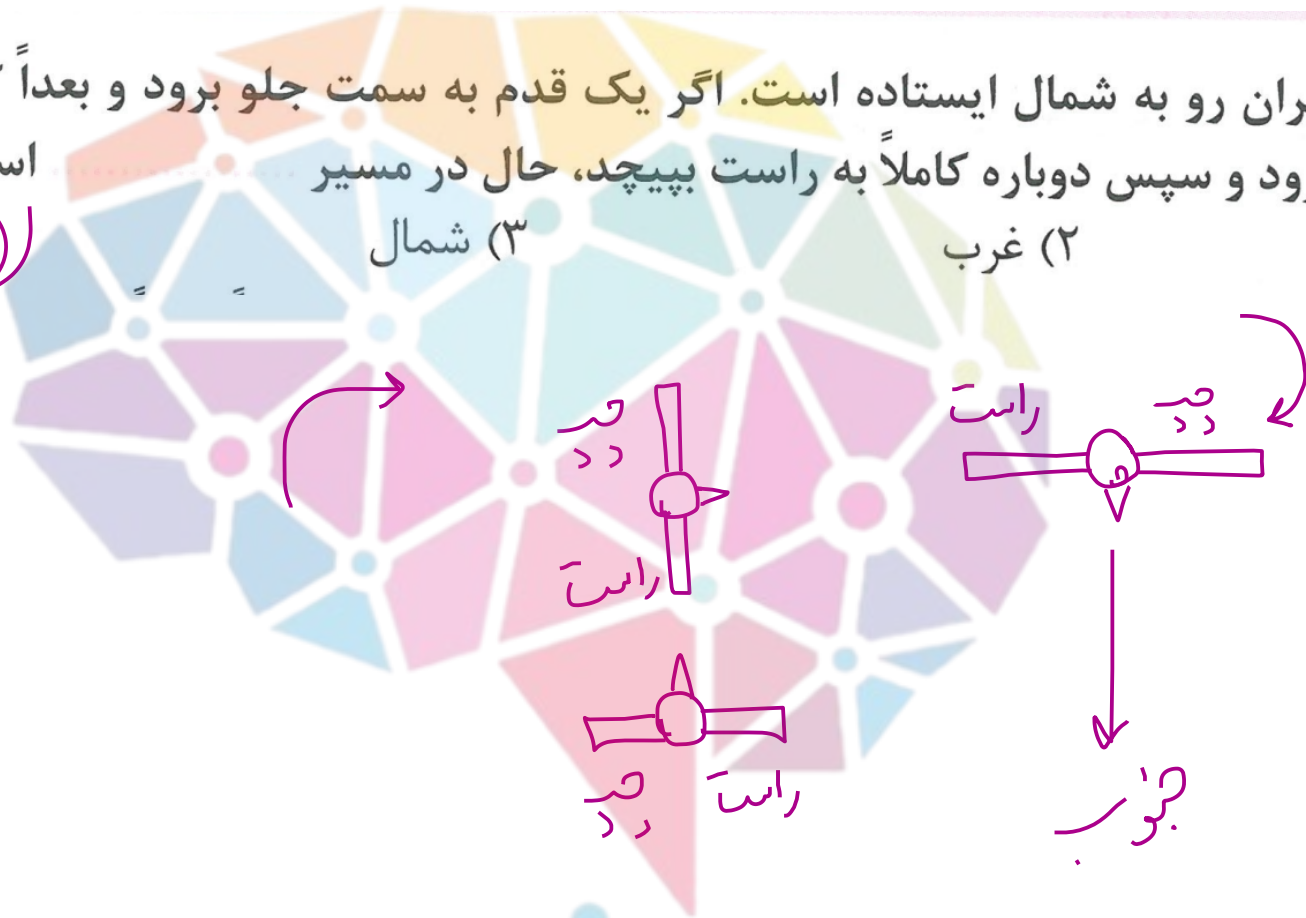 ران رو به شمال ایستاده است. اگر یک قدم به سمت جلو برود و بعداً
رود و سپس دوباره کاملاً به راست بپیچد، حال در مسیر ........ اس
۲) غرب ۳) شمال
راست چپ
چپ
راست
چپ راست
جنوب